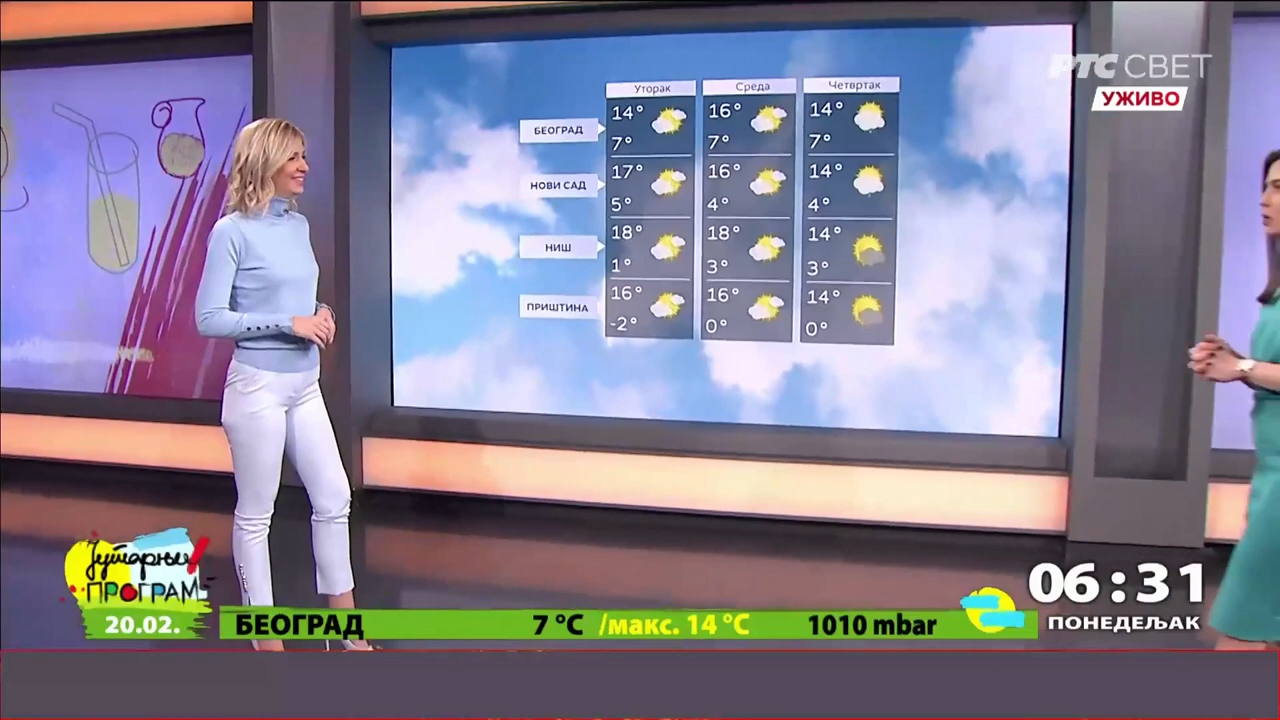 РТС СВЕТ
УЖИВО
Уторак Среда Четвртак
БЕОГРАД 14° 7° 16° 7° 14° 7°
НОВИ САД 17° 5° 16° 4° 14° 4°
НИШ 18° 1° 18° 3° 14° 3°
ПРИШТИНА 16° -2° 16° 0° 14° 0°
Јутарњи
ПРОГРАМ
20.02.
БЕОГРАД 7 °C /макс. 14 °C 1010 mbar
06:31
ПОНЕДЕЉАК